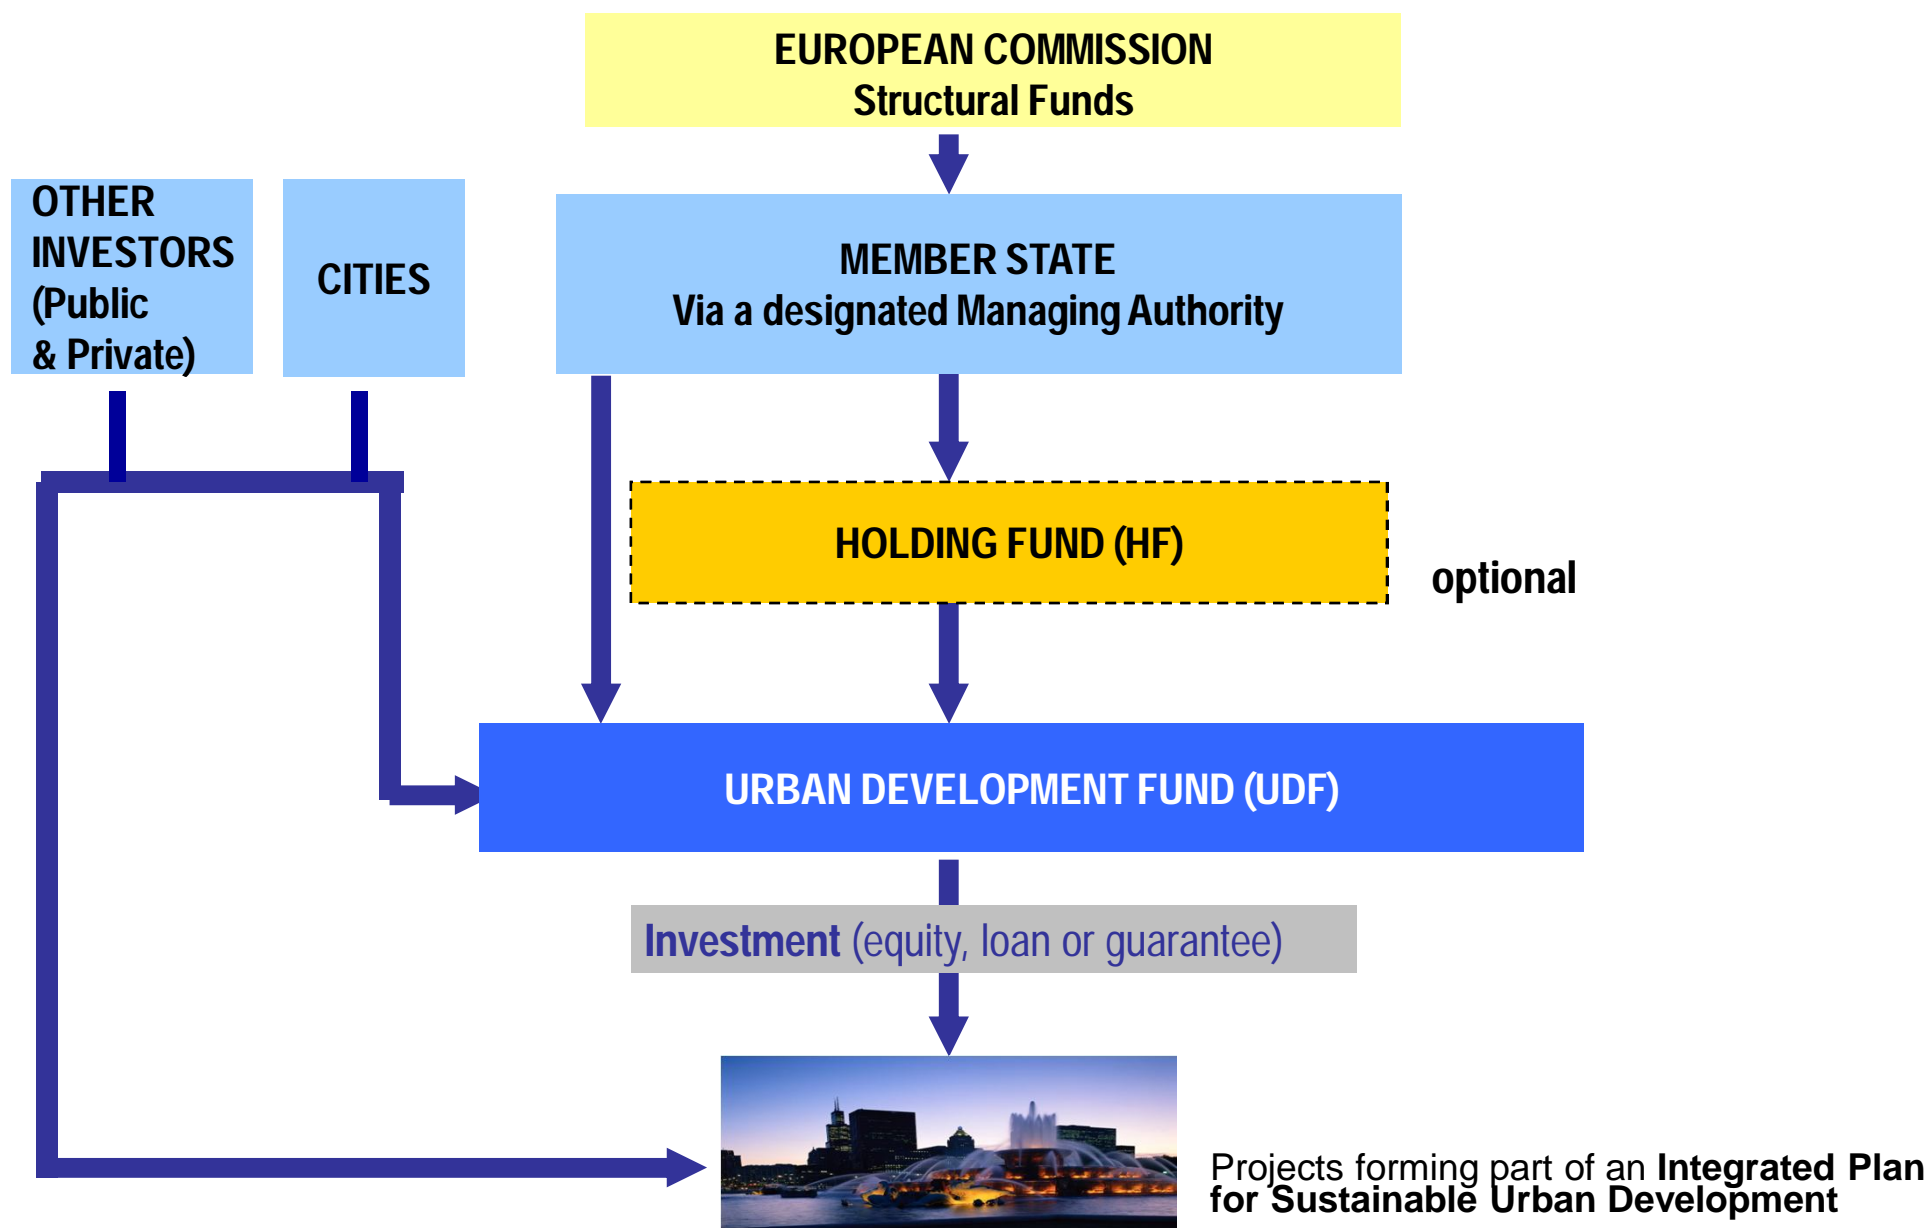 EUROPEAN COMMISSION
Structural Funds
OTHER
INVESTORS
(Public
& Private)
CITIES
MEMBER STATE
Via a designated Managing Authority
HOLDING FUND (HF)
optional
URBAN DEVELOPMENT FUND (UDF)
Investment (equity, loan or guarantee)
Projects forming part of an Integrated Plan
for Sustainable Urban Development